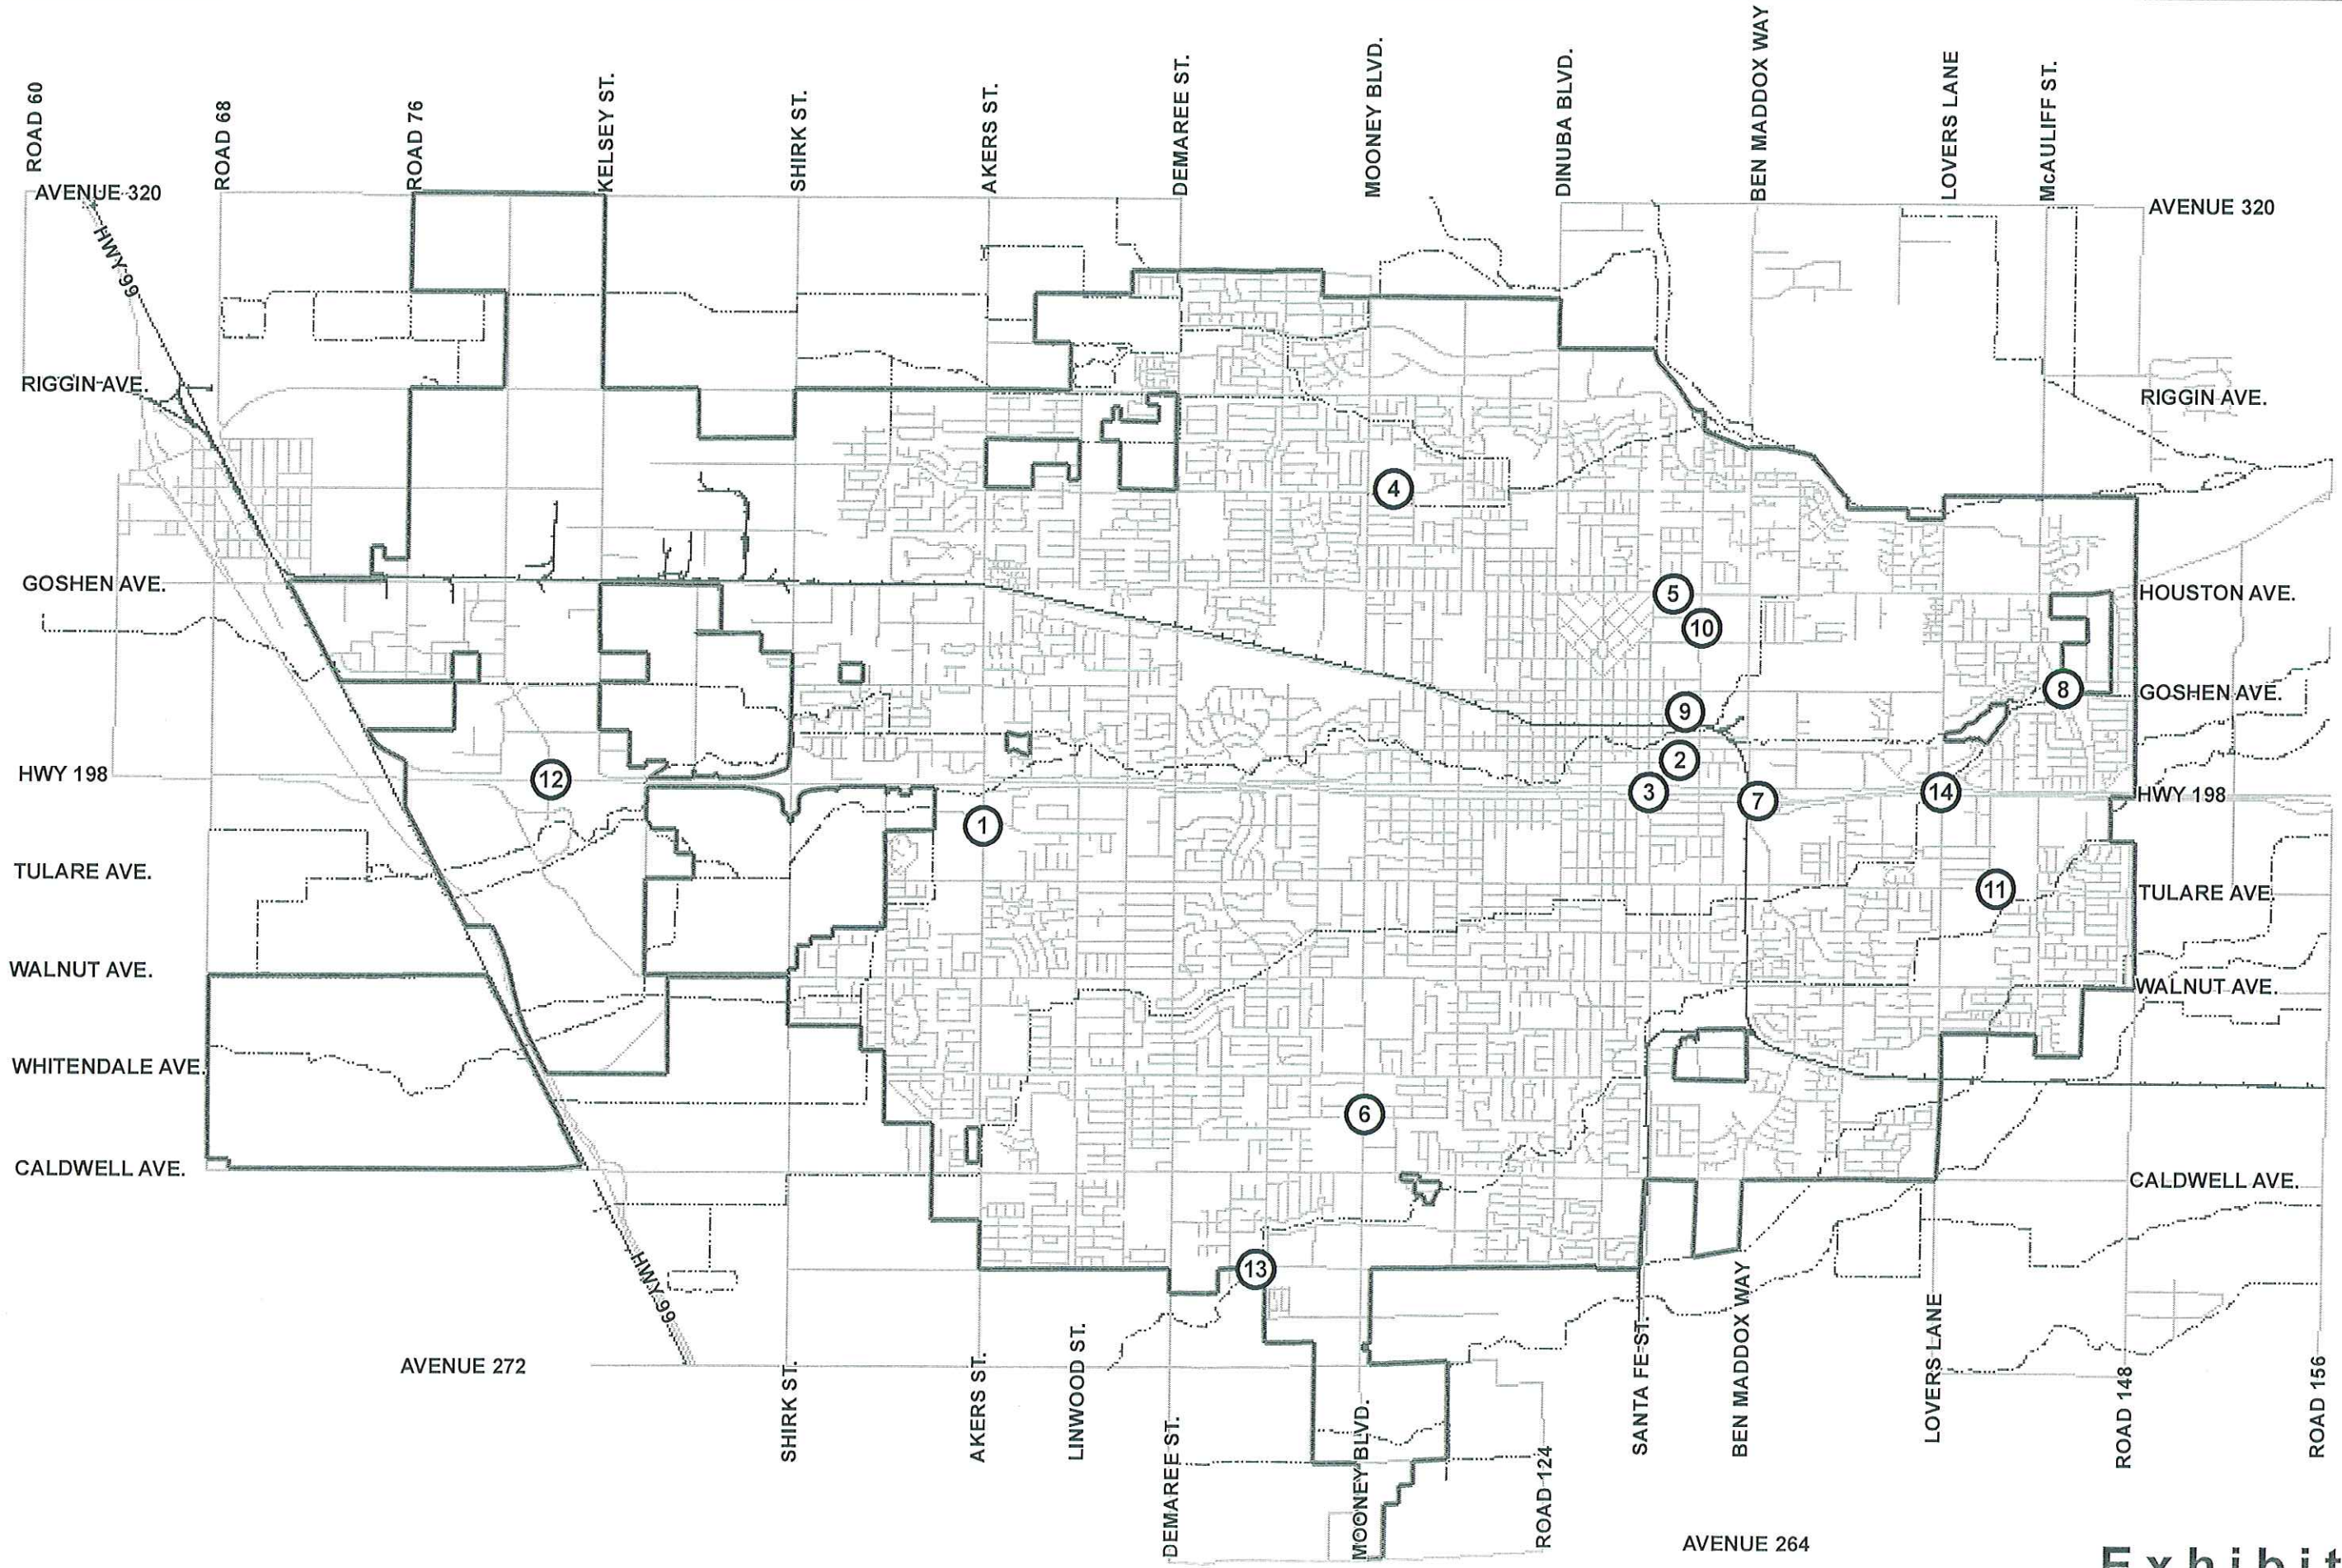 ROAD 60
ROAD 68
ROAD 76
KELSEY ST.
SHIRK ST.
AKERS ST.
DEMAREE ST.
MOONEY BLVD.
DINUBA BLVD.
BEN MADDOX WAY
LOVERS LANE
McAULIFF ST.
AVENUE 320
AVENUE 320
HWY 99
RIGGIN AVE.
RIGGIN AVE.
4
GOSHEN AVE.
HOUSTON AVE.
5
10
8
GOSHEN AVE.
9
2
HWY 198
12
3
7
14
HWY 198
1
TULARE AVE.
11
TULARE AVE.
WALNUT AVE.
WALNUT AVE.
WHITENDALE AVE.
6
CALDWELL AVE.
CALDWELL AVE.
13
HWY 99
AVENUE 272
SHIRK ST.
AKERS ST.
LINWOOD ST.
DEMAREE ST.
MOONEY BLVD.
ROAD 124
SANTA FE ST.
BEN MADDOX WAY
LOVERS LANE
ROAD 148
ROAD 156
AVENUE 264
Exhibit